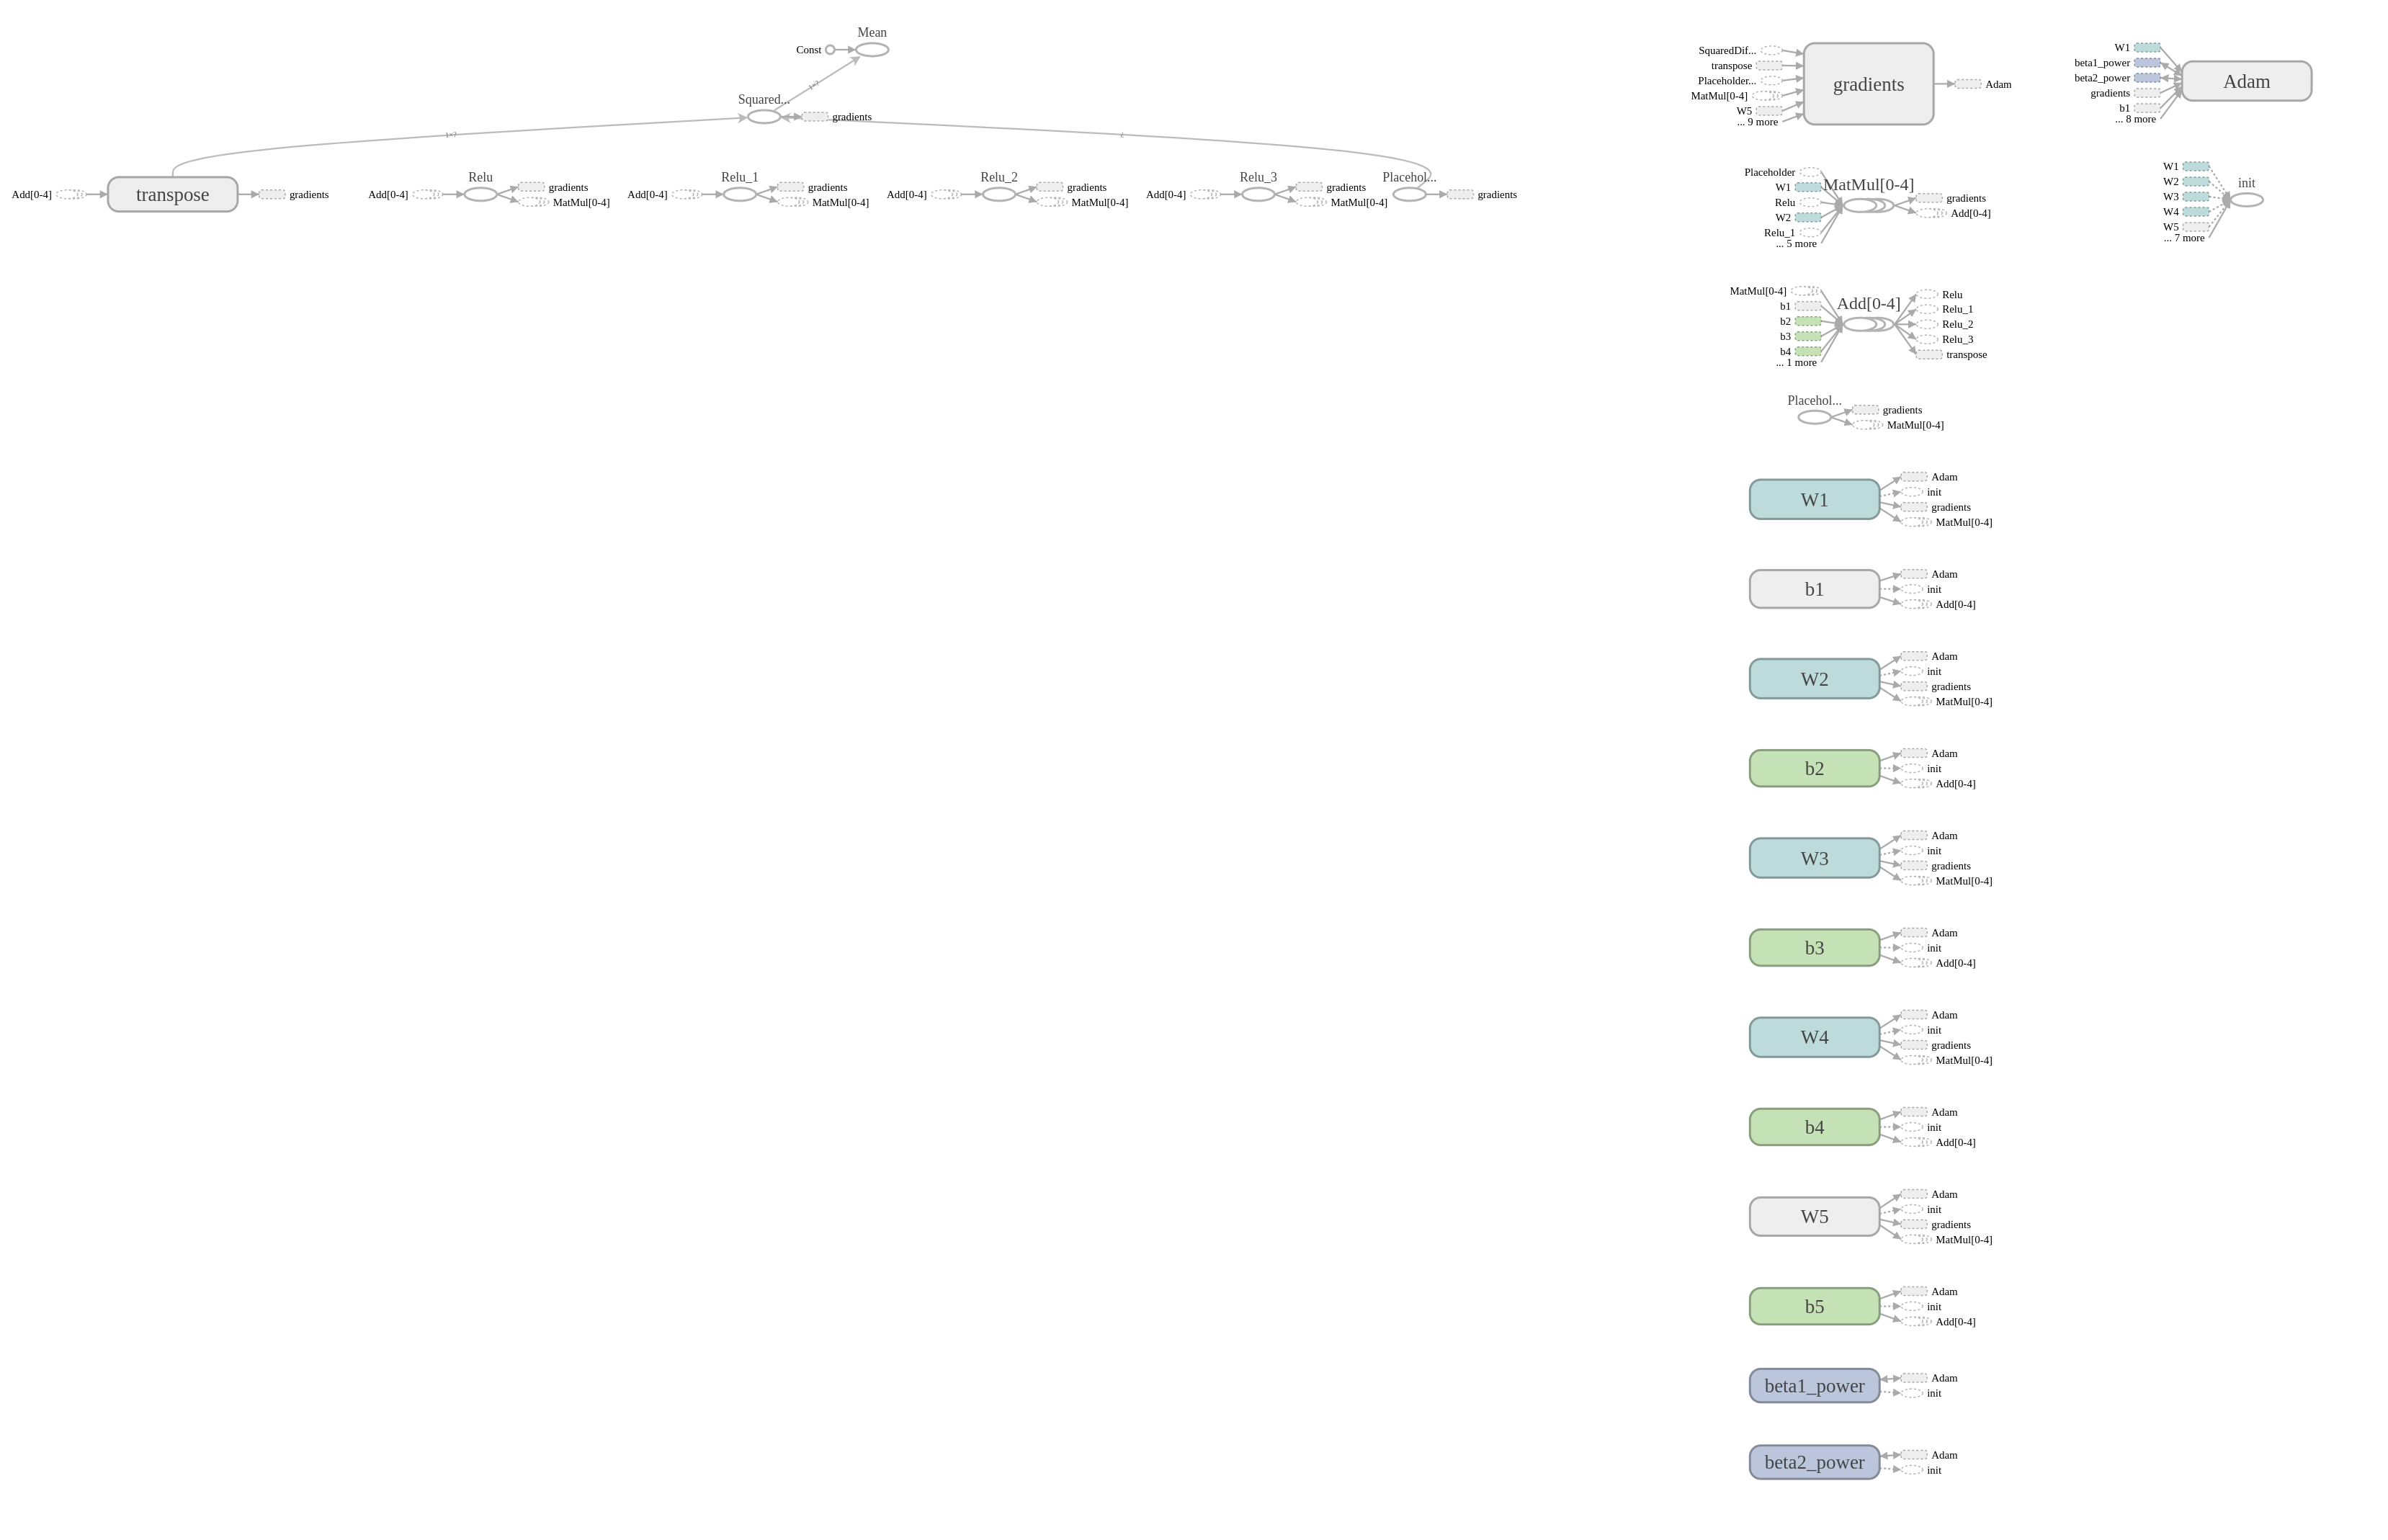 Mean
Const
Squared...
gradients
1×?
1×?
Add[0-4]
transpose
gradients
Add[0-4]
Relu
gradients
MatMul[0-4]
Add[0-4]
Relu_1
gradients
MatMul[0-4]
Add[0-4]
Relu_2
gradients
MatMul[0-4]
Add[0-4]
Relu_3
gradients
MatMul[0-4]
Placehol...
gradients
SquaredDif...
transpose
Placeholder...
MatMul[0-4]
W5
... 9 more
gradients
Adam
W1
beta1_power
beta2_power
gradients
b1
... 8 more
Adam
Placeholder
W1
Relu
W2
Relu_1
... 5 more
MatMul[0-4]
gradients
Add[0-4]
W1
W2
W3
W4
W5
... 7 more
init
MatMul[0-4]
b1
b2
b3
b4
... 1 more
Add[0-4]
Relu
Relu_1
Relu_2
Relu_3
transpose
Placehol...
gradients
MatMul[0-4]
W1
Adam
init
gradients
MatMul[0-4]
b1
Adam
init
Add[0-4]
W2
Adam
init
gradients
MatMul[0-4]
b2
Adam
init
Add[0-4]
W3
Adam
init
gradients
MatMul[0-4]
b3
Adam
init
Add[0-4]
W4
Adam
init
gradients
MatMul[0-4]
b4
Adam
init
Add[0-4]
W5
Adam
init
gradients
MatMul[0-4]
b5
Adam
init
Add[0-4]
beta1_power
Adam
init
beta2_power
Adam
init